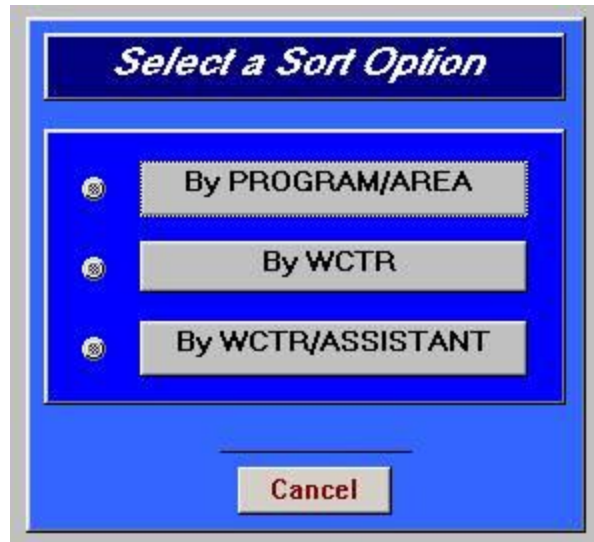 Select a Sort Option
By PROGRAM/AREA
By WCTR
By WCTR/ASSISTANT
Cancel